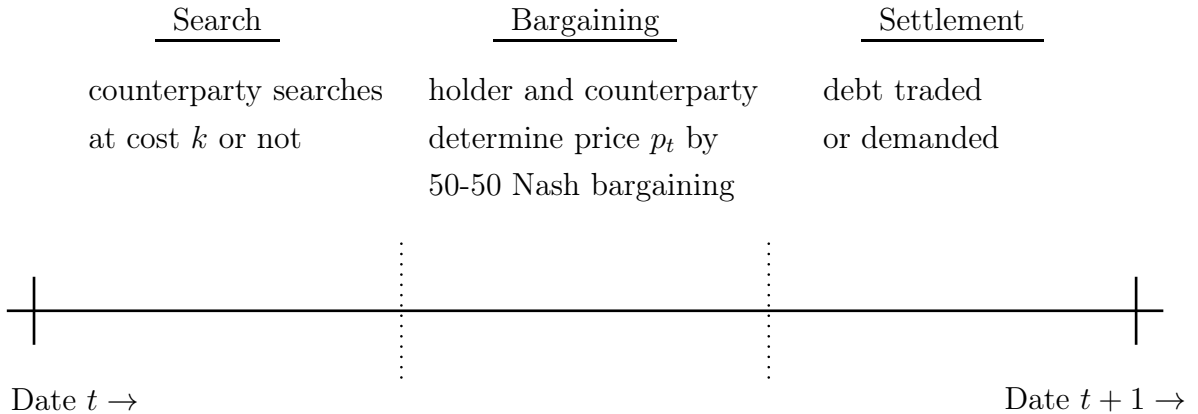 Search
counterparty searches
at cost k or not
Bargaining
holder and counterparty
determine price p_t by
50-50 Nash bargaining
Settlement
debt traded
or demanded
Date t →
Date t + 1 →